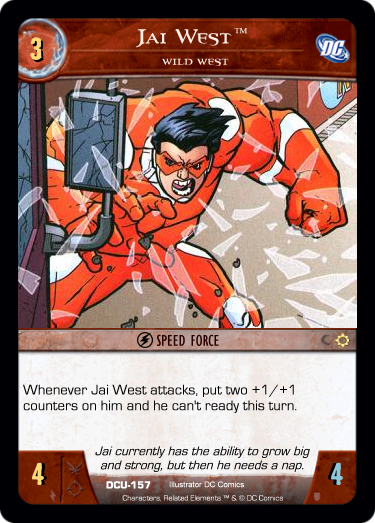 3
JAI WEST™
WILD WEST
DC
SPEED FORCE
Whenever Jai West attacks, put two +1/+1
counters on him and he can't ready this turn.
Jai currently has the ability to grow big
and strong, but then he needs a nap.
4
DCU-157 Illustrator DC Comics
4
Characters, Related Elements ™ & © DC Comics